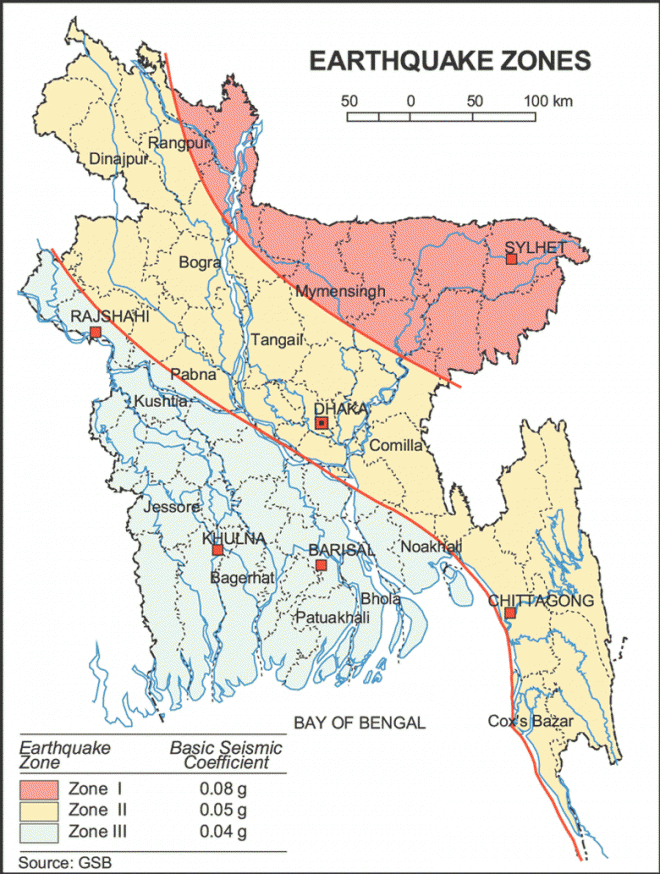 EARTHQUAKE ZONES
50 0 50 100 km
Rangpur
Dinajpur
SYLHET
Bogra
Mymensingh
RAJSHAHI
Tangail
Pabna
Kushtia
DHAKA
Comilla
Jessore
KHULNA
BARISAL
Noakhali
Bagerhat
Bhola
CHITTAGONG
Patuakhali
BAY OF BENGAL
Cox's Bazar
Earthquake Basic Seismic
Zone Coefficient
Zone I 0.08 g
Zone II 0.05 g
Zone III 0.04 g
Source: GSB